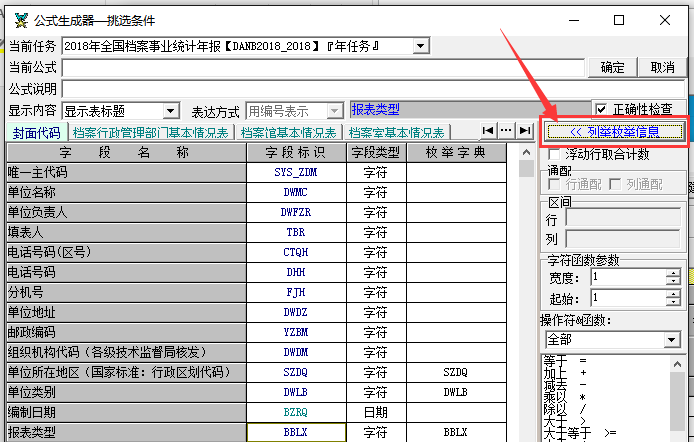 公式生成器—挑选条件
当前任务 2018年全国档案事业统计年报【DANB2018_2018】『年任务』
当前公式 确定 取消
公式说明
显示内容 显示表标题 表达方式 用编号表示 报表类型 正确性检查
封面代码 档案行政管理部门基本情况表 档案馆基本情况表 档案室基本情况表 ... << 列举枚举信息
字 段 名 称 字段标识 字段类型 枚举字典
唯一主代码 SYS_ZDM 字符
单位名称 DWMC 字符
单位负责人 DWFZR 字符
填表人 TBR 字符
电话号码(区号) CTQH 字符
电话号码 DHH 字符
分机号 FJH 字符
单位地址 DWDZ 字符
邮政编码 YZBM 字符
组织机构代码（各级技术监督局核发） DWDM 字符
单位所在地区（国家标准：行政区划代码） SZDQ 字符 SZDQ
单位类别 DWLB 字符 DWLB
编制日期 BZRQ 日期
报表类型 BBLX 字符 BBLX
浮动行取合计数
通配
行通配 列通配
区间
行
列
字符函数参数
宽度： 1
起始： 1
操作符&函数：
全部
等于 =
加上 +
减去 -
乘以 *
除以 /
大于 >
大于等于 >=